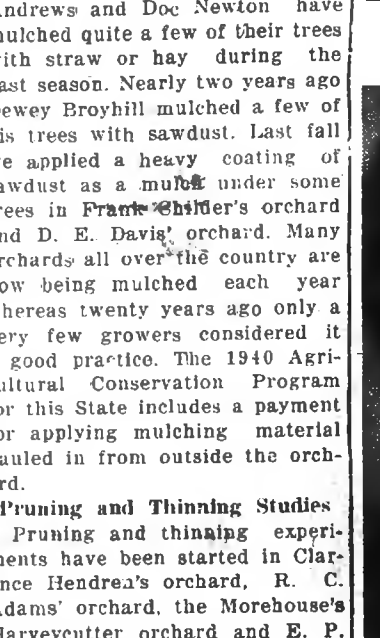 Andrews and Doc Newton have
mulched quite a few of their trees
with straw or hay during the
last season. Nearly two years ago
Dewey Broyhill mulched a few of
his trees with sawdust. Last fall
we applied a heavy coating of
sawdust as a mulch under some
trees in Frank Childer's orchard
and D. E. Davis' orchard. Many
orchards all over the country are
now being mulched each year
whereas twenty years ago only a
very few growers considered it
a good practice. The 1940 Agri-
cultural Conservation Program
for this State includes a payment
for applying mulching material
hauled in from outside the orch-
ard.
Pruning and Thinning Studies
Pruning and thinning experi-
ments have been started in Clar-
ence Hendren's orchard, R. C.
Adams' orchard, the Morehouse's
Harveycutter orchard and E. P.